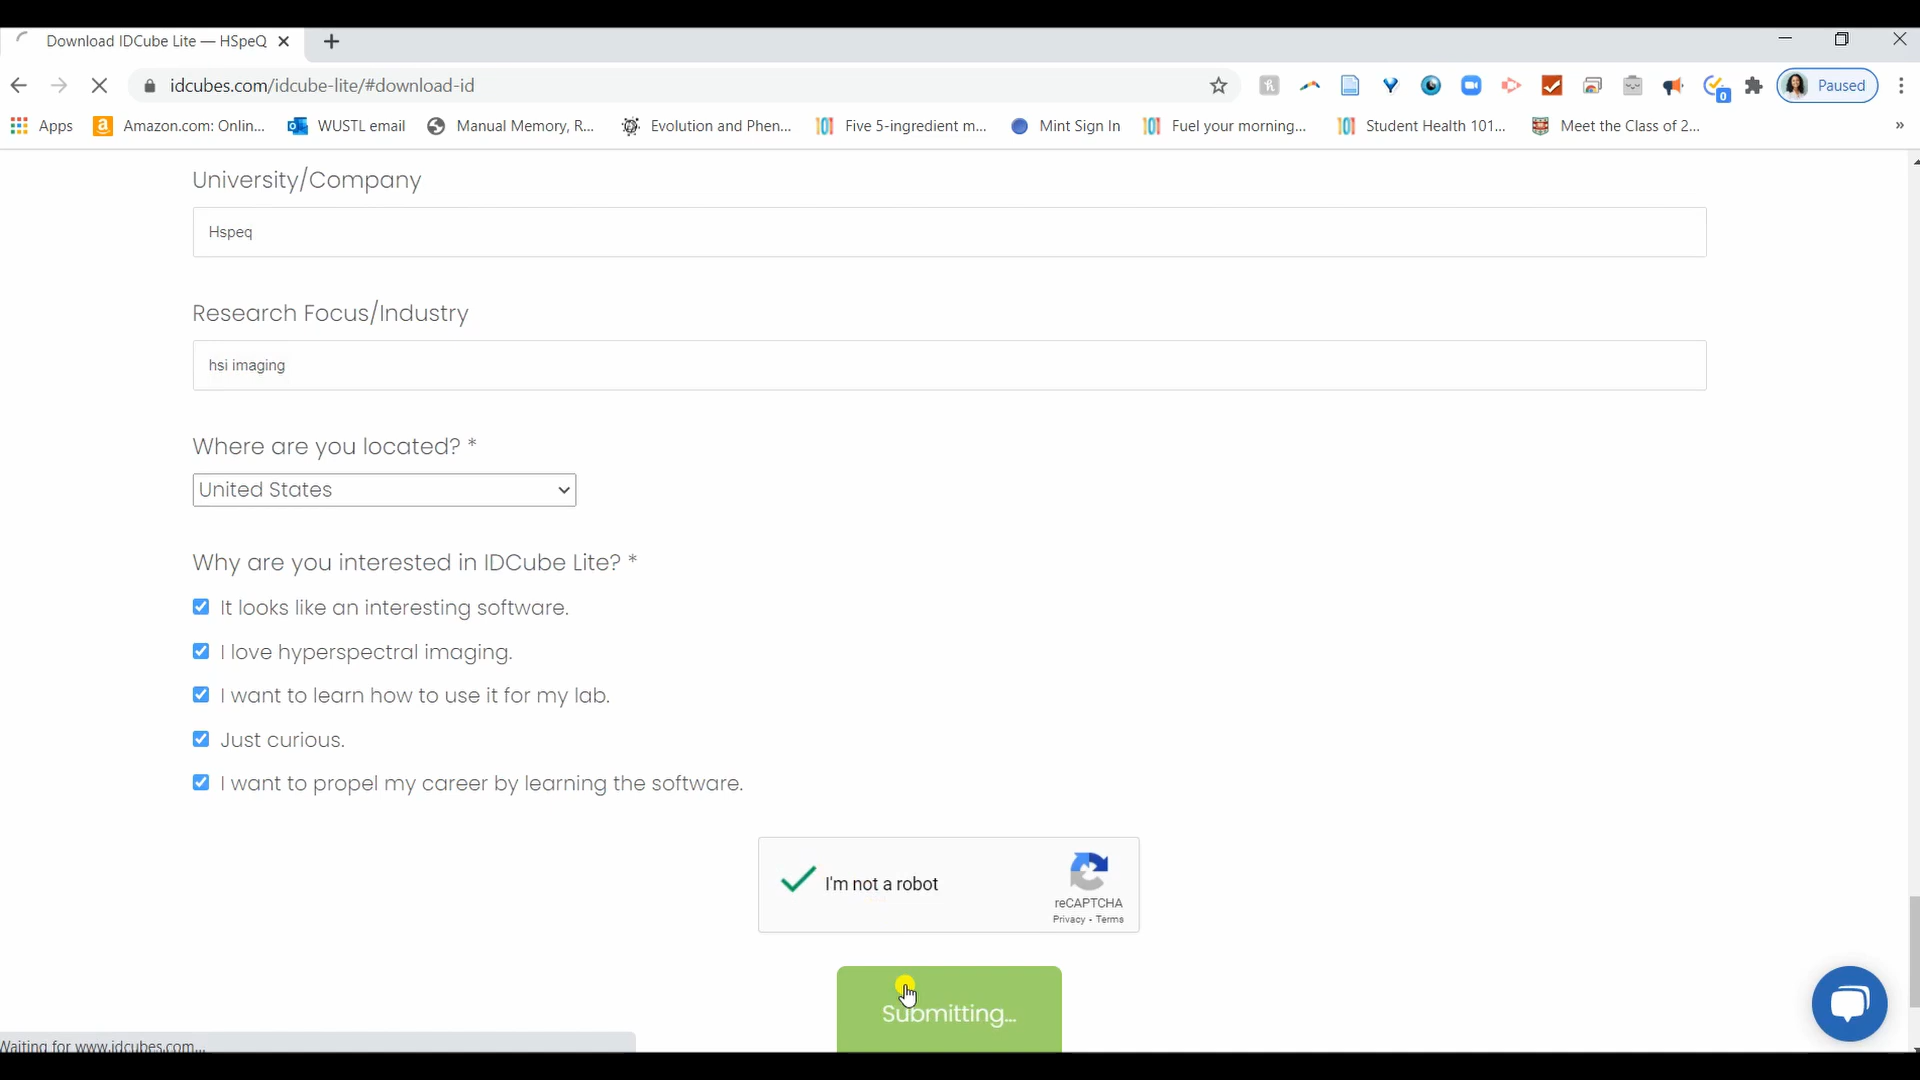 Download IDCube Lite — HSpeQ
idcubes.com/idcube-lite/#download-id
0
Paused
Apps
Amazon.com: Onlin...
WUSTL email
Manual Memory, R...
Evolution and Phen...
Five 5-ingredient m...
Mint Sign In
Fuel your morning...
Student Health 101...
Meet the Class of 2...
»
University/Company
Hspeq
Research Focus/Industry
hsi imaging
Where are you located? *
United States
Why are you interested in IDCube Lite? *
It looks like an interesting software.
I love hyperspectral imaging.
I want to learn how to use it for my lab.
Just curious.
I want to propel my career by learning the software.
I'm not a robot
reCAPTCHA
Privacy - Terms
Submitting...
Waiting for www.idcubes.com...